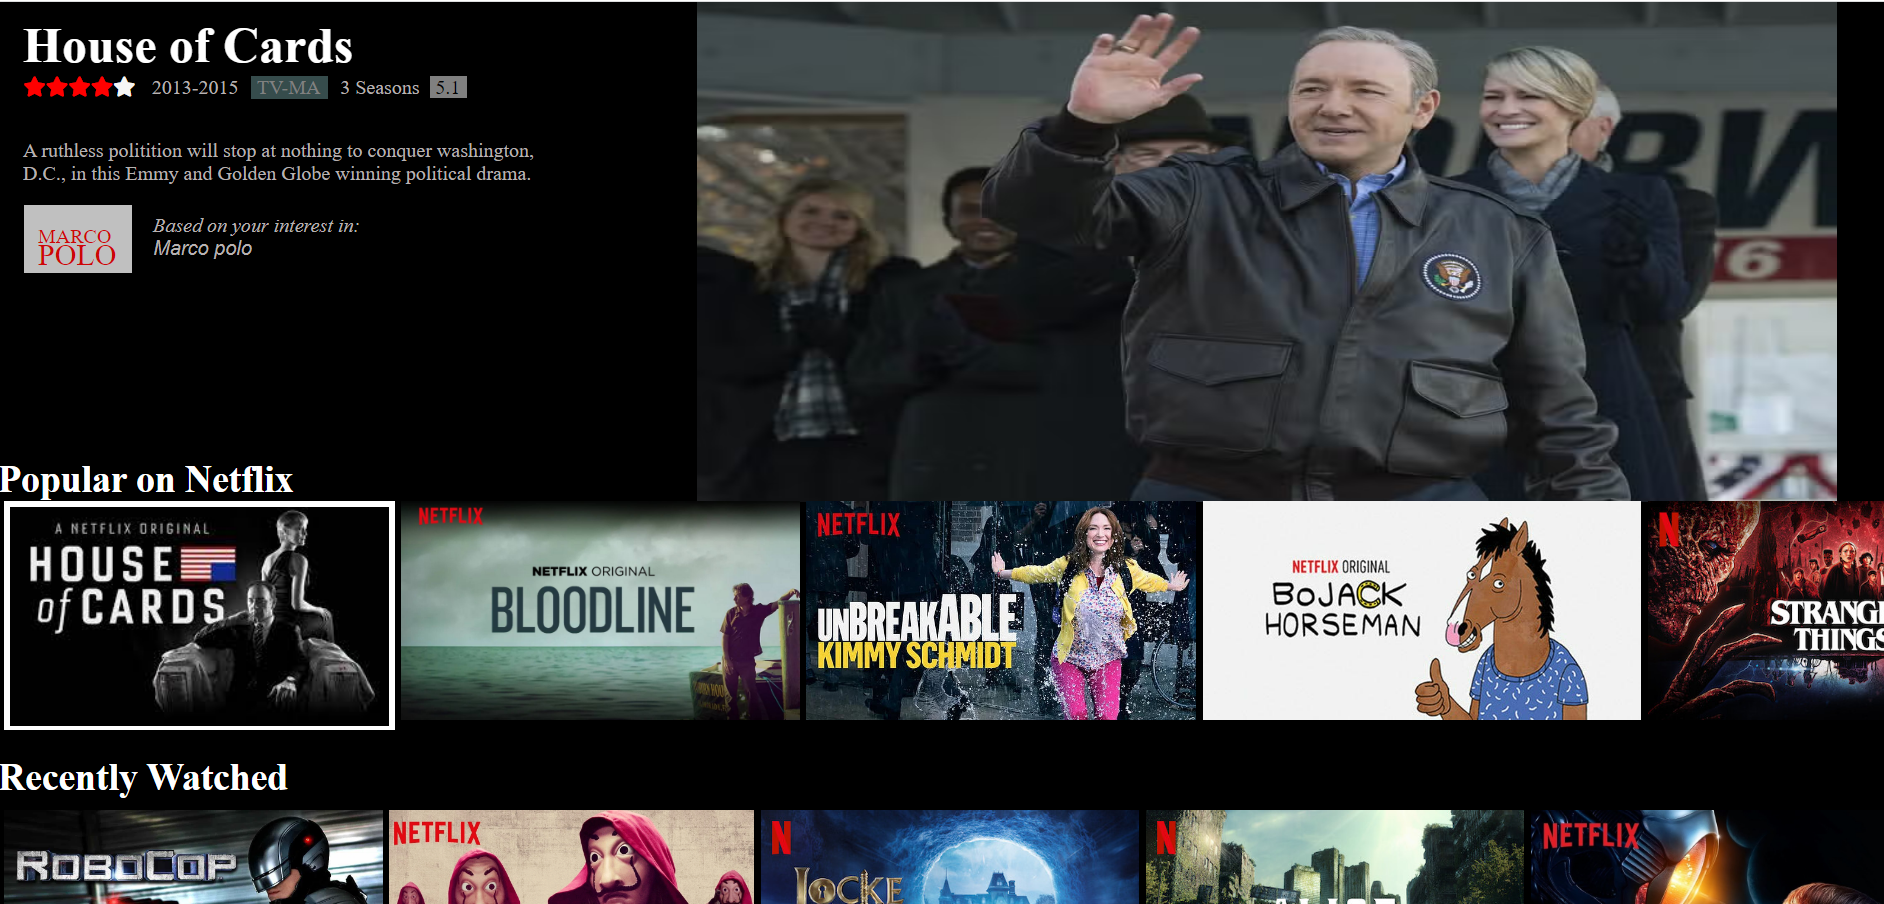 House of Cards
2013-2015 TV-MA 3 Seasons 5.1
A ruthless politition will stop at nothing to conquer washington,
D.C., in this Emmy and Golden Globe winning political drama.
MARCO
POLO
Based on your interest in:
Marco polo
RW
6
Popular on Netflix
A NETFLIX ORIGINAL
HOUSE
of CARDS
NETFLIX
NETFLIX ORIGINAL
BLOODLINE
NETFLIX
UNBREAKABLE
KIMMY SCHMIDT
NETFLIX ORIGINAL
BOJACK
HORSEMAN
N
STRANGE
THINGS
Recently Watched
ROBOCOP
NETFLIX
N
LOCKE
N
NETFLIX